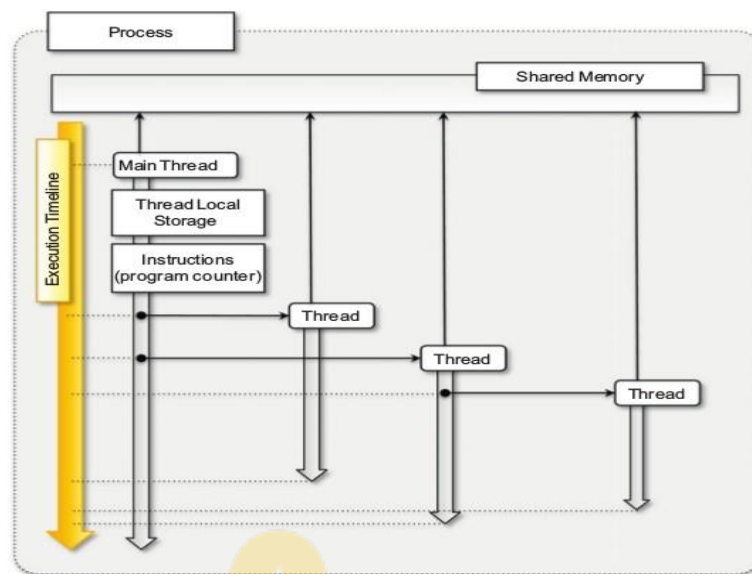 Process
Shared Memory
Main Thread
Execution Timeline
Thread Local
Storage
Instructions
(program counter)
Thread
Thread
Thread